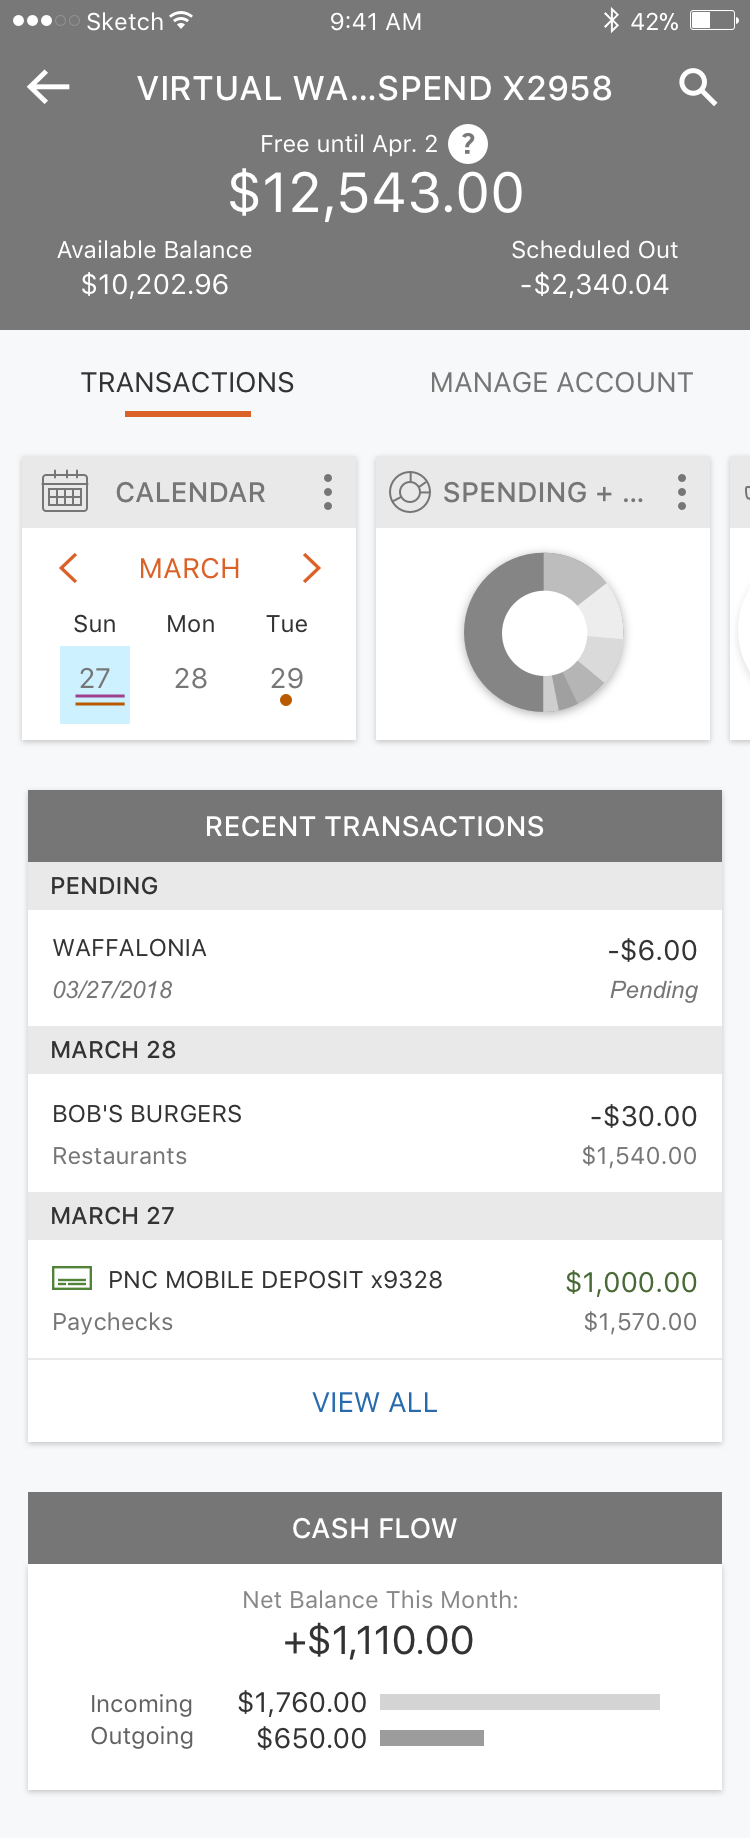 Sketch 9:41 AM 42%
VIRTUAL WA...SPEND X2958
Free until Apr. 2 ?
$12,543.00
Available Balance Scheduled Out
$10,202.96 -$2,340.04
TRANSACTIONS MANAGE ACCOUNT
CALENDAR SPENDING + ...
MARCH
Sun Mon Tue
27 28 29
RECENT TRANSACTIONS
PENDING
WAFFALONIA -$6.00
03/27/2018 Pending
MARCH 28
BOB'S BURGERS -$30.00
Restaurants $1,540.00
MARCH 27
PNC MOBILE DEPOSIT x9328 $1,000.00
Paychecks $1,570.00
VIEW ALL
CASH FLOW
Net Balance This Month:
+$1,110.00
Incoming $1,760.00
Outgoing $650.00